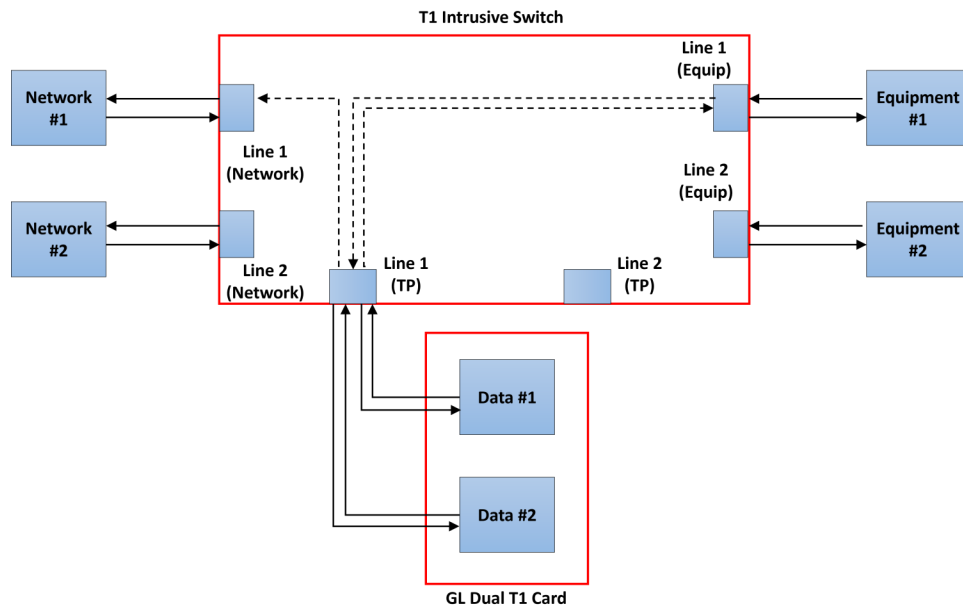 T1 Intrusive Switch
Network
#1
Line 1
(Network)
Line 1
(Equip)
Equipment
#1
Network
#2
Line 2
(Network)
Line 1
(TP)
Line 2
(TP)
Line 2
(Equip)
Equipment
#2
Data #1
Data #2
GL Dual T1 Card